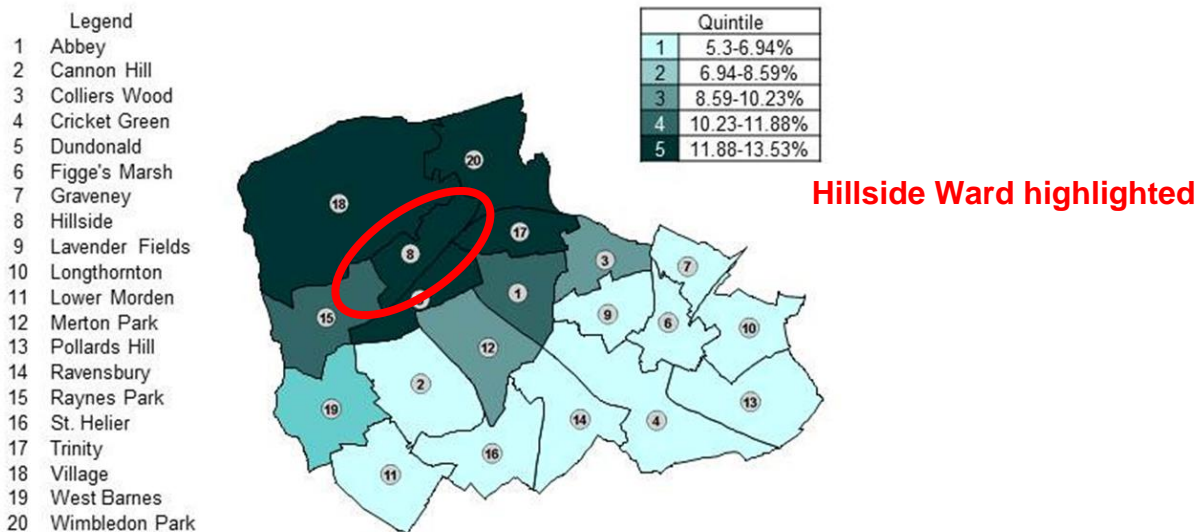 Legend
1 Abbey
2 Cannon Hill
3 Colliers Wood
4 Cricket Green
5 Dundonald
6 Figge's Marsh
7 Graveney
8 Hillside
9 Lavender Fields
10 Longthornton
11 Lower Morden
12 Merton Park
13 Pollards Hill
14 Ravensbury
15 Raynes Park
16 St. Helier
17 Trinity
18 Village
19 West Barnes
20 Wimbledon Park
Quintile
1 5.3-6.94%
2 6.94-8.59%
3 8.59-10.23%
4 10.23-11.88%
5 11.88-13.53%
Hillside Ward highlighted
20
18
17
8
3
7
1
15
9
6
10
12
2
13
19
14
4
16
11